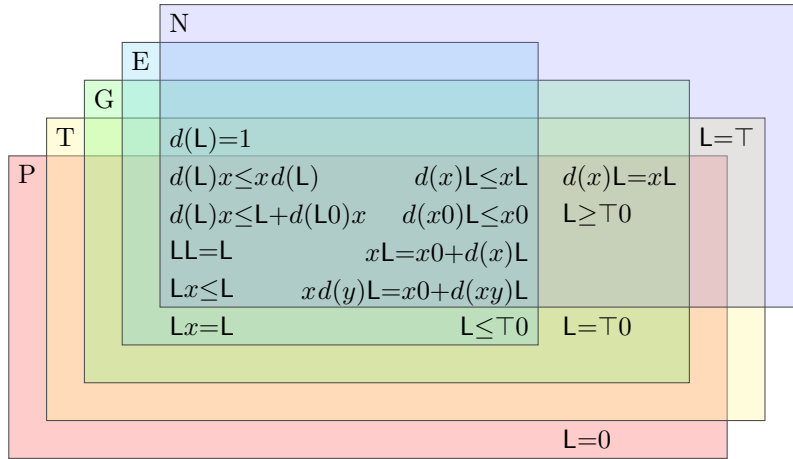 N
E
G
T d(L)=1 L=⊤
P d(L)x≤xd(L) d(x)L≤xL d(x)L=xL
d(L)x≤L+d(L0)x d(x0)L≤x0 L≥⊤0
LL=L xL=x0+d(x)L
Lx≤L xd(y)L=x0+d(xy)L
Lx=L L≤⊤0 L=⊤0
L=0